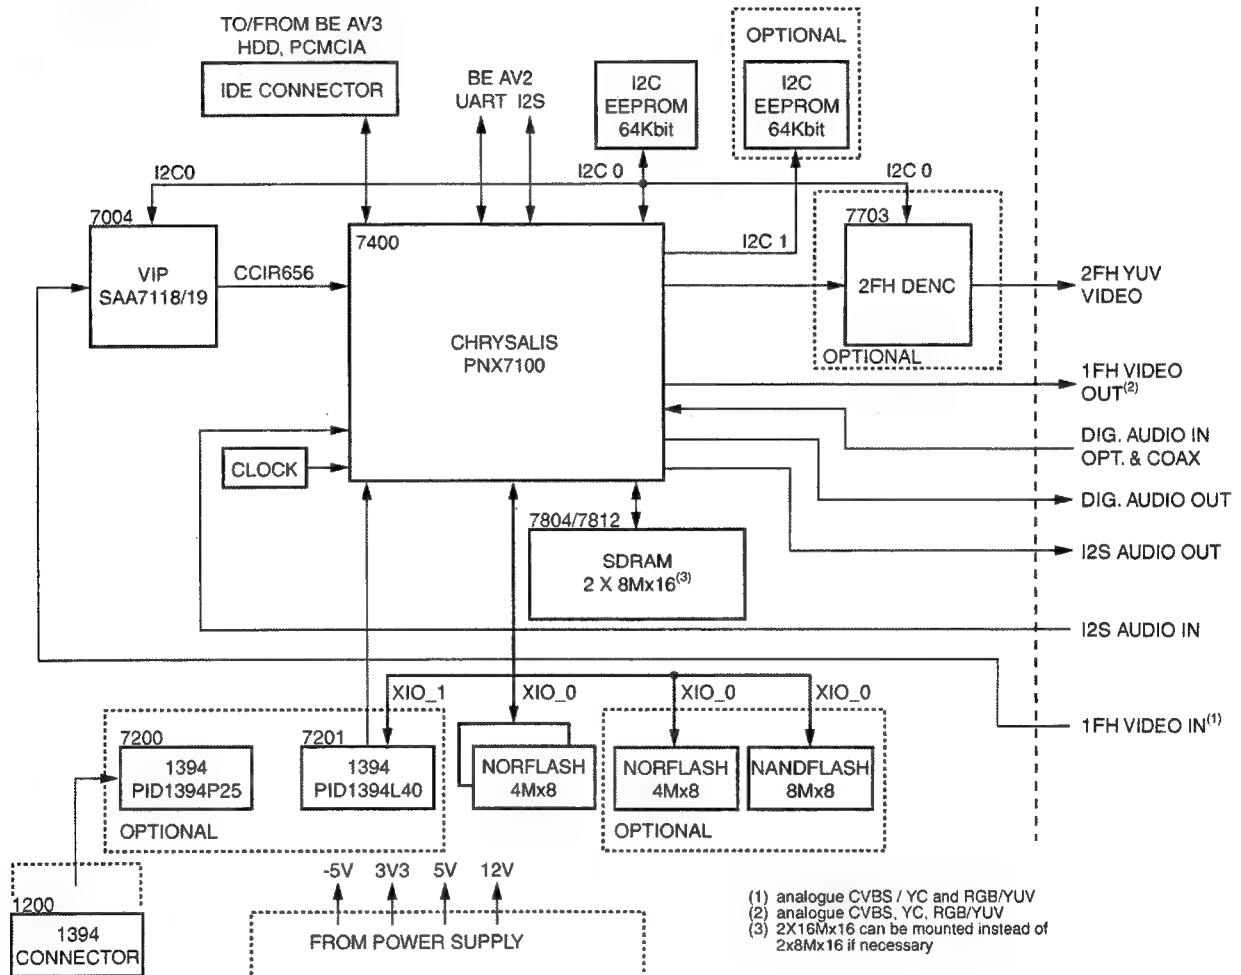 TO/FROM BE AV3
HDD, PCMCIA
IDE CONNECTOR
BE AV2
UART I2S
I2C
EEPROM
64Kbit
OPTIONAL
I2C
EEPROM
64Kbit
I2C0
I2C 0
I2C 0
7004
VIP
SAA7118/19
CCIR656
7400
CHRYSALIS
PNX7100
I2C 1
7703
2FH DENC
OPTIONAL
2FH YUV
VIDEO
1FH VIDEO
OUT(2)
DIG. AUDIO IN
OPT. & COAX
DIG. AUDIO OUT
I2S AUDIO OUT
I2S AUDIO IN
1FH VIDEO IN(1)
CLOCK
7804/7812
SDRAM
2 X 8Mx16(3)
XIO_1
XIO_0
XIO_0
XIO_0
7200
1394
PID1394P25
7201
1394
PID1394L40
OPTIONAL
NORFLASH
4Mx8
NORFLASH
4Mx8
NANDFLASH
8Mx8
OPTIONAL
1200
1394
CONNECTOR
-5V 3V3 5V 12V
FROM POWER SUPPLY
(1) analogue CVBS / YC and RGB/YUV
(2) analogue CVBS, YC, RGB/YUV
(3) 2X16Mx16 can be mounted instead of
2x8Mx16 if necessary